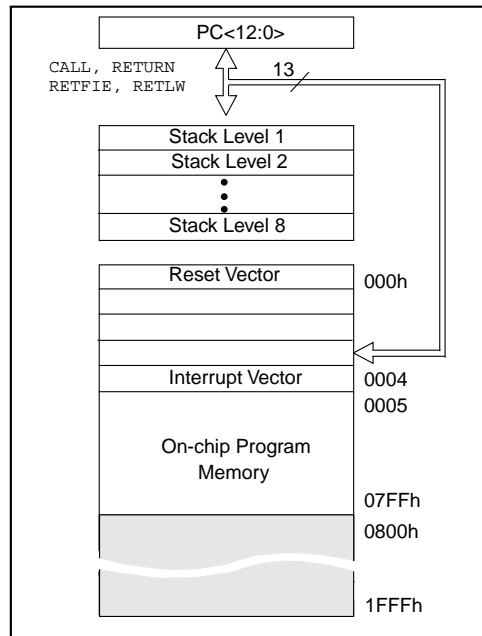 PC<12:0>
CALL, RETURN
RETFIE, RETLW
13
Stack Level 1
Stack Level 2
Stack Level 8
Reset Vector
000h
Interrupt Vector
0004
0005
On-chip Program
Memory
07FFh
0800h
1FFFh